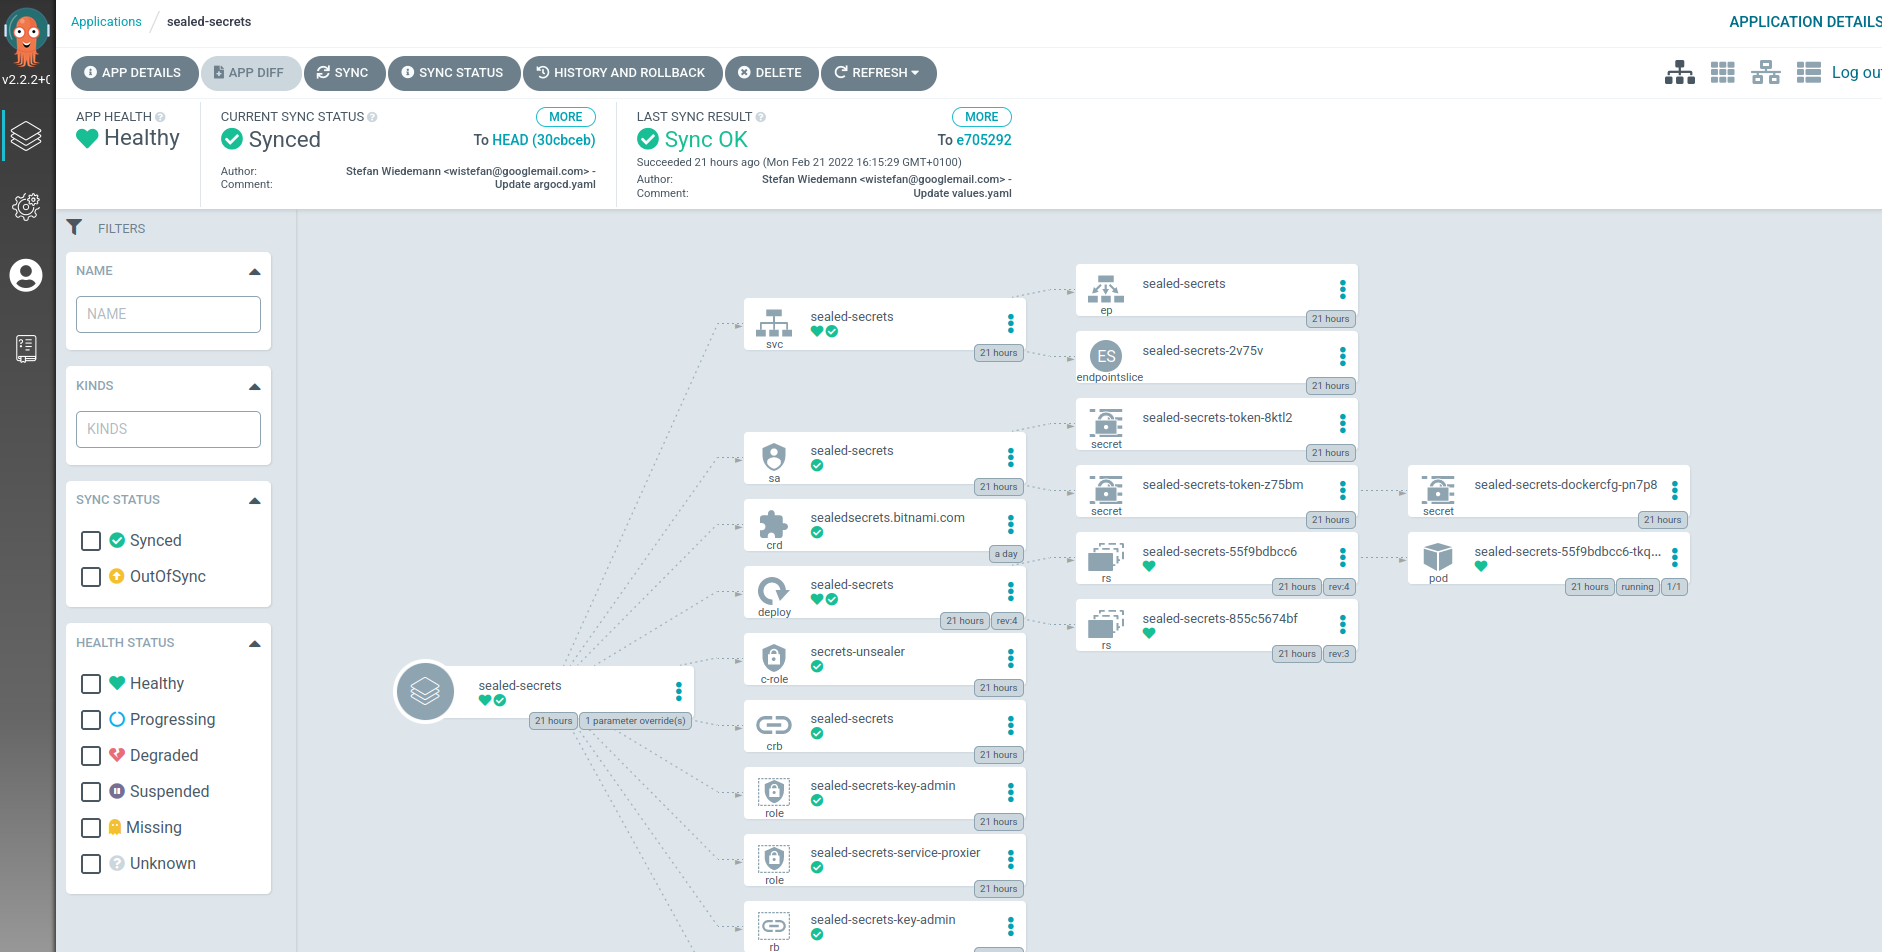 Applications
sealed-secrets
APPLICATION DETAILS
v2.2.2+
APP DETAILS
APP DIFF
SYNC
SYNC STATUS
HISTORY AND ROLLBACK
DELETE
REFRESH
Log out
APP HEALTH
Healthy
CURRENT SYNC STATUS
MORE
Synced
To HEAD (30cbceb)
Author: Stefan Wiedemann <wistefan@googlemail.com> -
Comment: Update argocd.yaml
LAST SYNC RESULT
MORE
Sync OK
To e705292
Succeeded 21 hours ago (Mon Feb 21 2022 16:15:29 GMT+0100)
Author: Stefan Wiedemann <wistefan@googlemail.com> -
Comment: Update values.yaml
FILTERS
NAME
NAME
KINDS
KINDS
SYNC STATUS
Synced
OutOfSync
HEALTH STATUS
Healthy
Progressing
Degraded
Suspended
Missing
Unknown
sealed-secrets
21 hours
1 parameter override(s)
sealed-secrets
svc
21 hours
sealed-secrets
sa
21 hours
sealedsecrets.bitnami.com
crd
a day
sealed-secrets
deploy
21 hours
rev:4
secrets-unsealer
c-role
21 hours
sealed-secrets
crb
21 hours
sealed-secrets-key-admin
role
21 hours
sealed-secrets-service-proxier
role
21 hours
sealed-secrets-key-admin
rb
sealed-secrets
ep
21 hours
ES
sealed-secrets-2v75v
endpointslice
21 hours
sealed-secrets-token-8ktl2
secret
21 hours
sealed-secrets-token-z75bm
secret
21 hours
sealed-secrets-55f9bdbcc6
rs
21 hours
rev:4
sealed-secrets-855c5674bf
rs
21 hours
rev:3
sealed-secrets-dockercfg-pn7p8
secret
21 hours
sealed-secrets-55f9bdbcc6-tkq...
pod
21 hours
running
1/1